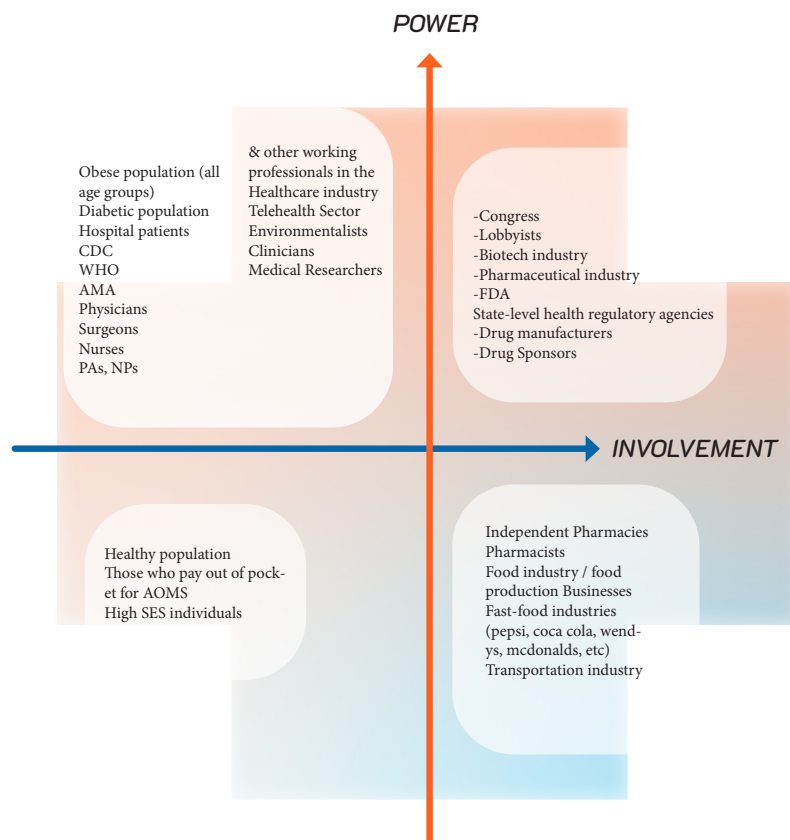 POWER
Obese population (all
age groups)
Diabetic population
Hospital patients
CDC
WHO
AMA
Physicians
Surgeons
Nurses
PAs, NPs
& other working
professionals in the
Healthcare industry
Telehealth Sector
Environmentalists
Clinicians
Medical Researchers
-Congress
-Lobbyists
-Biotech industry
-Pharmaceutical industry
-FDA
State-level health regulatory agencies
-Drug manufacturers
-Drug Sponsors
INVOLVEMENT
Healthy population
Those who pay out of pock-
et for AOMS
High SES individuals
Independent Pharmacies
Pharmacists
Food industry / food
production Businesses
Fast-food industries
(pepsi, coca cola, wend-
ys, mcdonalds, etc)
Transportation industry